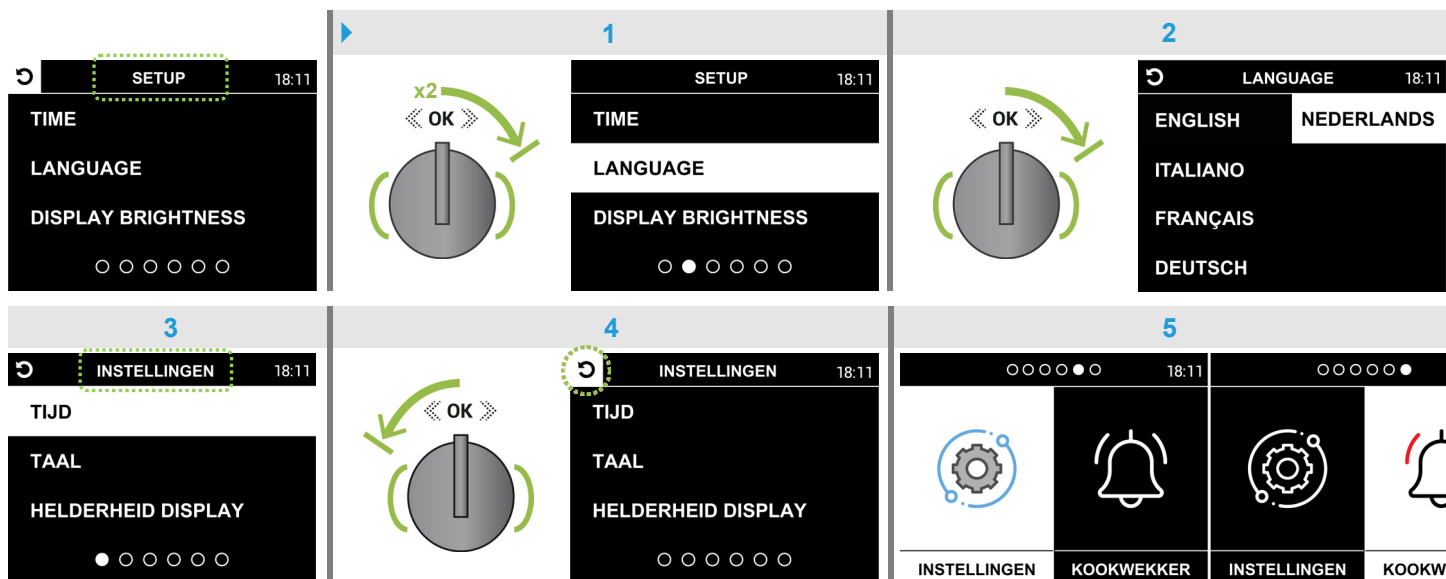 1
2
SETUP 18:11
TIME
LANGUAGE
DISPLAY BRIGHTNESS
x2
OK
SETUP 18:11
TIME
LANGUAGE
DISPLAY BRIGHTNESS
OK
LANGUAGE 18:11
ENGLISH NEDERLANDS
ITALIANO
FRANÇAIS
DEUTSCH
3
4
5
INSTELLINGEN 18:11
TIJD
TAAL
HELDERHEID DISPLAY
OK
INSTELLINGEN 18:11
TIJD
TAAL
HELDERHEID DISPLAY
18:11
INSTELLINGEN KOOKWEKKER
INSTELLINGEN KOOKW